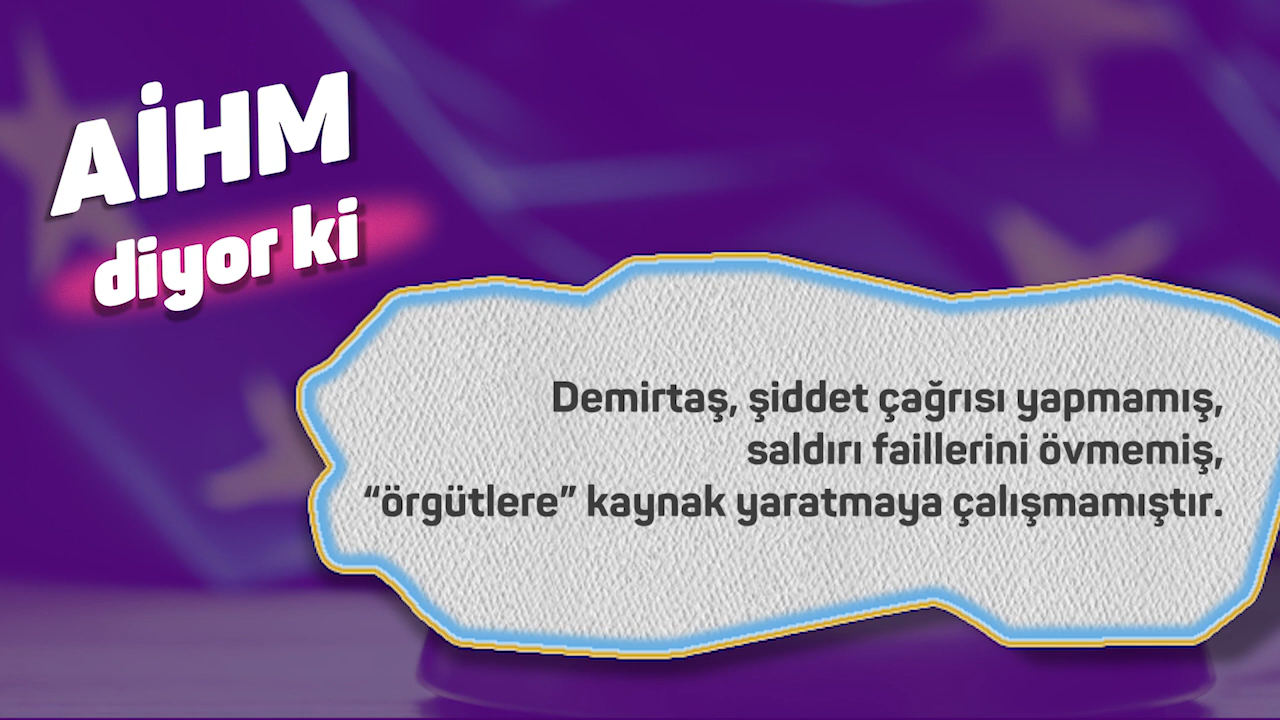 AİHM
diyor ki
Demirtaş, şiddet çağrısı yapmamış,
saldırı faillerini övmemiş,
“örgütlere” kaynak yaratmaya çalışmamıştır.